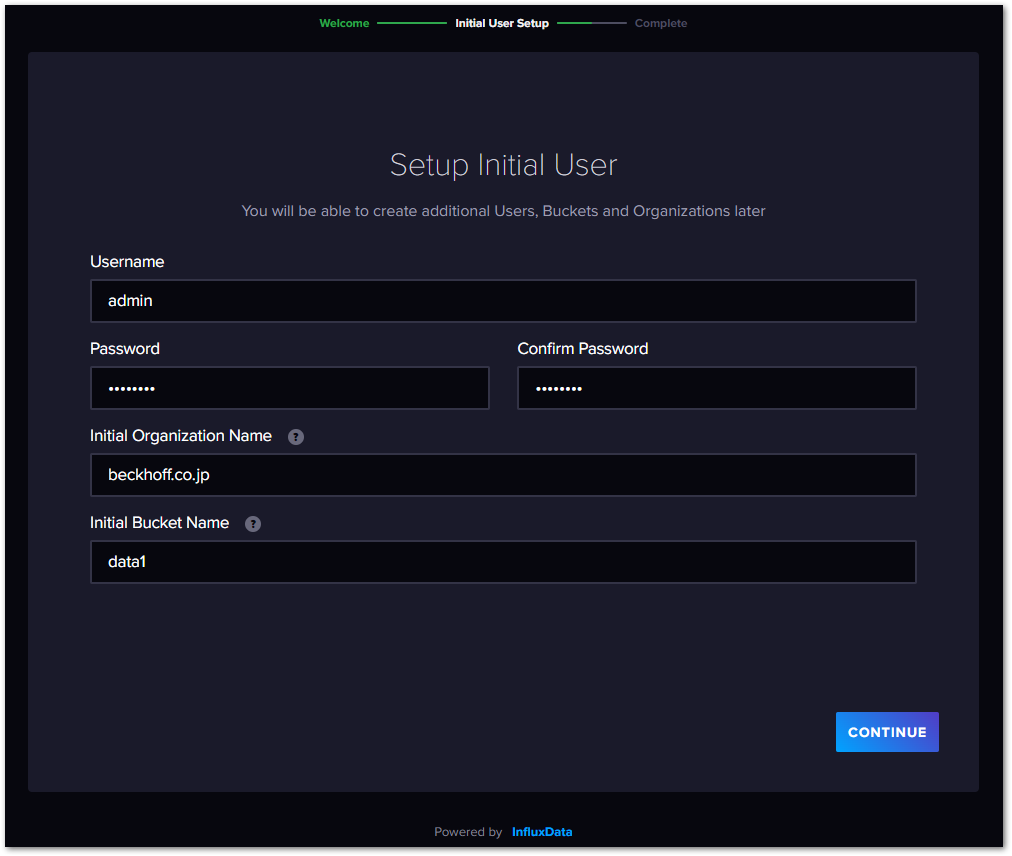 Welcome Initial User Setup Complete
Setup Initial User
You will be able to create additional Users, Buckets and Organizations later
Username
admin
Password Confirm Password
•••••••• ••••••••
Initial Organization Name ?
beckhoff.co.jp
Initial Bucket Name ?
data1
CONTINUE
Powered by InfluxData